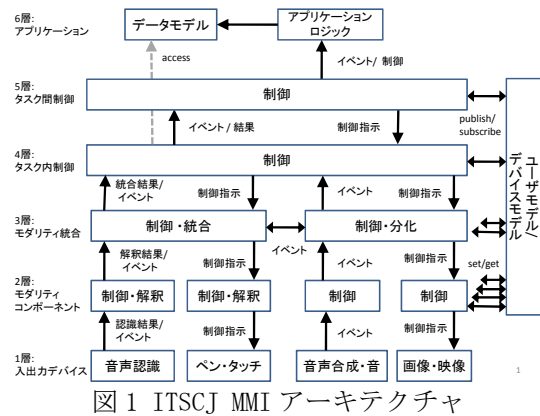 6層:
アプリケーション
データモデル
アプリケーション
ロジック
access
イベント/ 制御
5層:
タスク間制御
制御
publish/
subscribe
イベント / 結果
制御指示
4層:
タスク内制御
制御
ユーザモデル/
デバイスモデル
統合結果/
イベント
制御指示
イベント
制御指示
3層:
モダリティ統合
制御・統合
イベント
制御・分化
解釈結果/
イベント
制御指示
イベント
制御指示
set/get
2層:
モダリティ
コンポーネント
制御・解釈
制御・解釈
制御
制御
認識結果/
イベント
制御指示
イベント
制御指示
1層:
入出力デバイス
音声認識
ペン・タッチ
音声合成・音
画像・映像
1
図 1 ITSCJ MMI アーキテクチャ